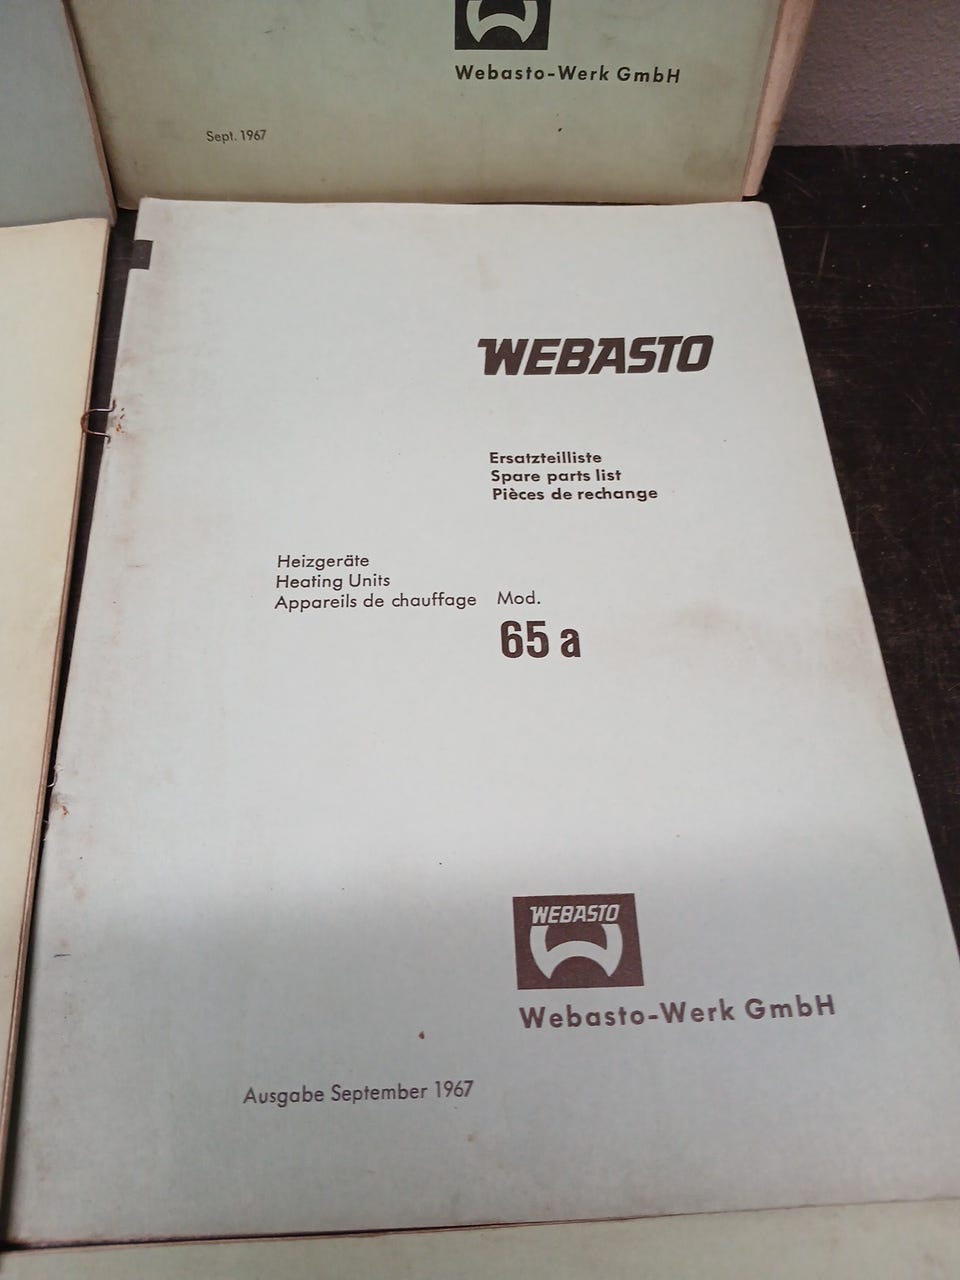 Webasto-Werk GmbH
Sept. 1967
WEBASTO
Ersatzteilliste
Spare parts list
Pièces de rechange
Heizgeräte
Heating Units
Appareils de chauffage Mod.
65 a
WEBASTO
Webasto-Werk GmbH
Ausgabe September 1967